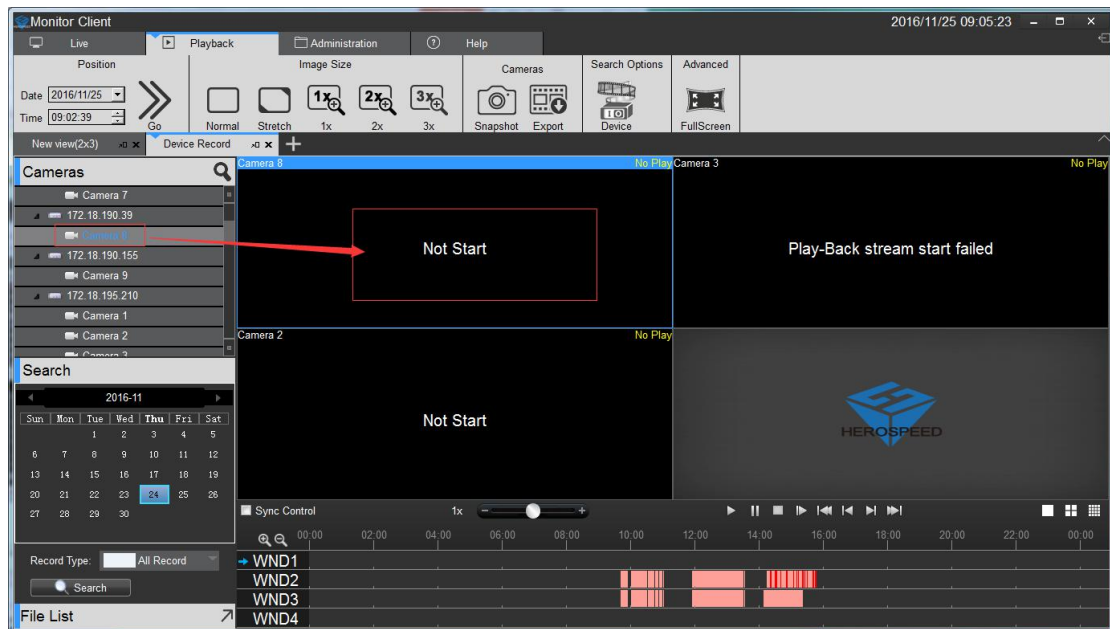 Monitor Client 2016/11/25 09:05:23
Live Playback Administration Help
Position Image Size Cameras Search Options Advanced
Date 2016/11/25
Time 09:02:39
Go Normal Stretch 1x 2x 3x Snapshot Export Device FullScreen
1x 2x 3x
New view(2x3) Device Record
Cameras
Camera 7
172.18.190.39
Camera 8
172.18.190.155
Camera 9
172.18.195.210
Camera 1
Camera 2
Camera 3
Camera 8 No Play
Not Start
Camera 3 No Play
Play-Back stream start failed
Camera 2 No Play
Not Start
HEROSPEED
Search
2016-11
Sun Mon Tue Wed Thu Fri Sat
1 2 3 4 5
6 7 8 9 10 11 12
13 14 15 16 17 18 19
20 21 22 23 24 25 26
27 28 29 30
Record Type: All Record
Search
File List
Sync Control 1x
00:00 02:00 04:00 06:00 08:00 10:00 12:00 14:00 16:00 18:00 20:00 22:00 00:00
WND1
WND2
WND3
WND4